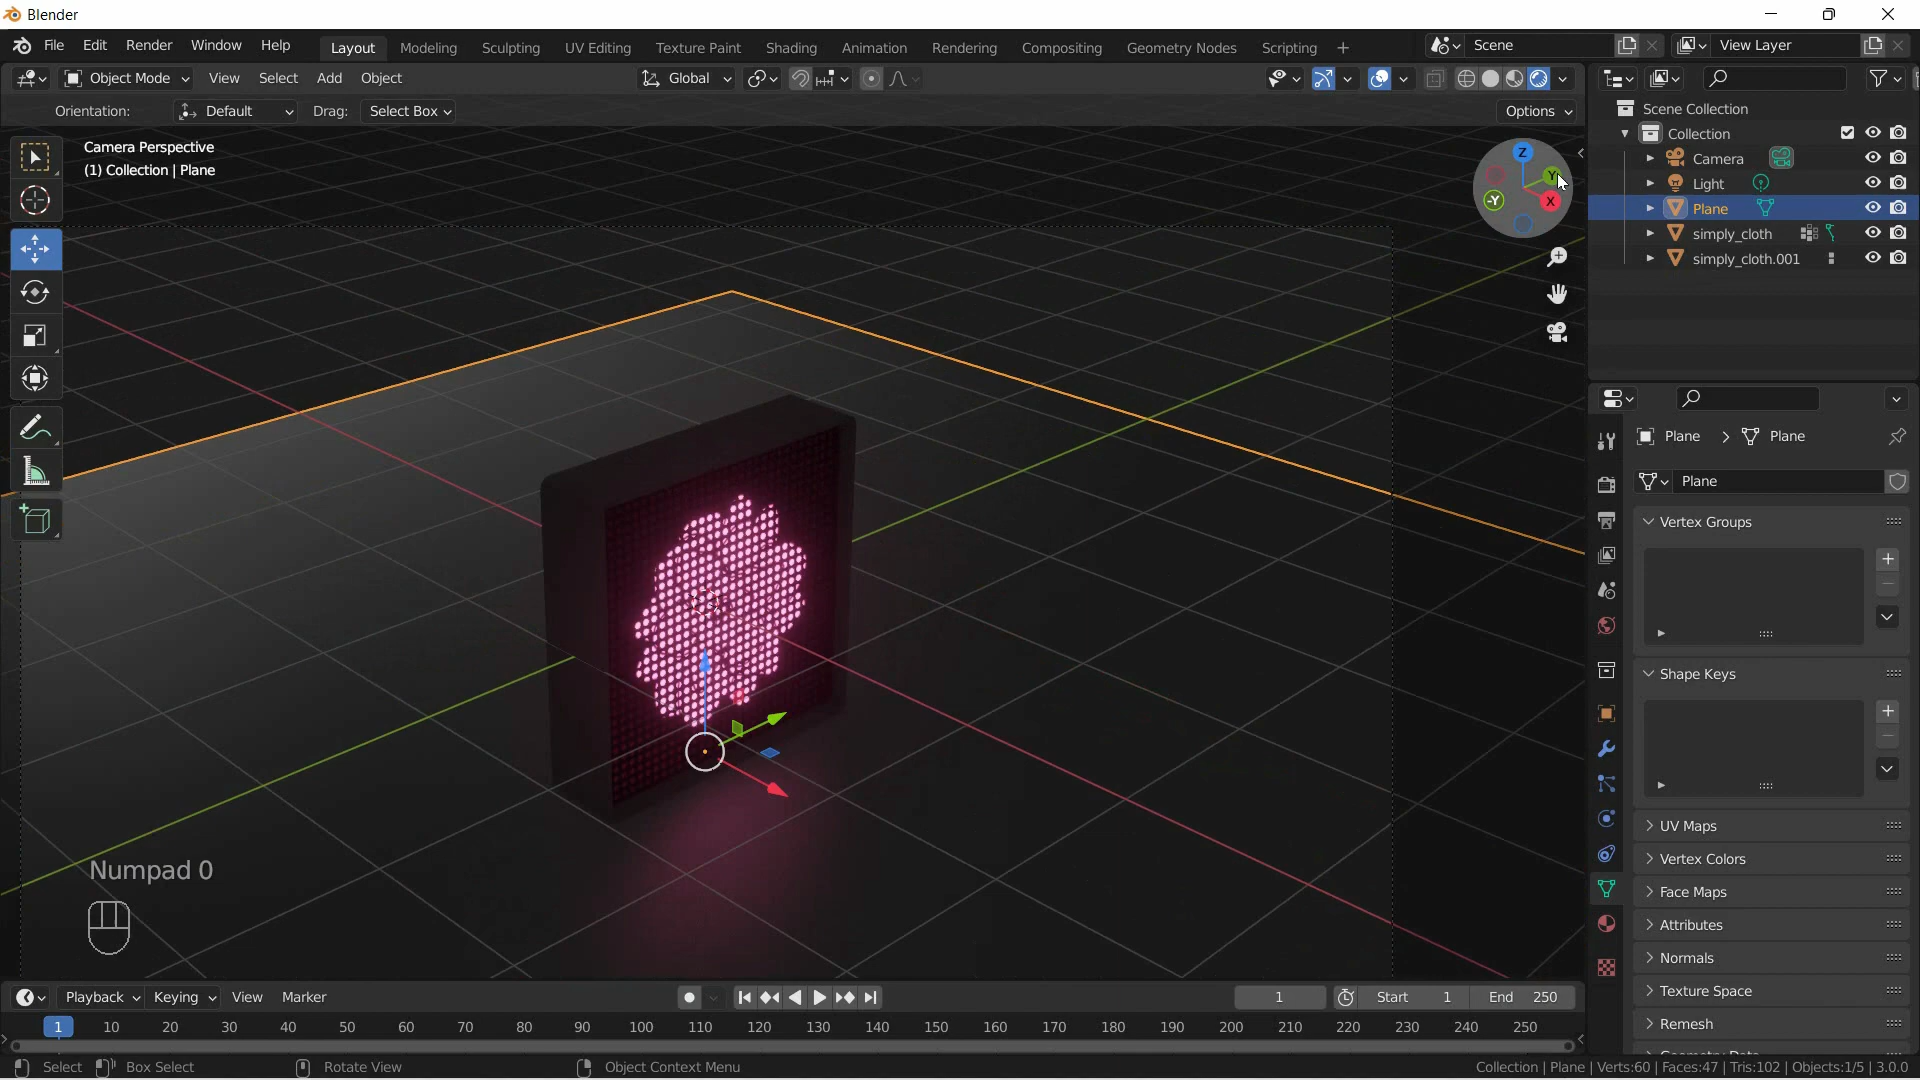 Blender
File Edit Render Window Help Layout Modeling Sculpting UV Editing Texture Paint Shading Animation Rendering Compositing Geometry Nodes Scripting + Scene View Layer
Object Mode View Select Add Object Global
Orientation: Default Drag: Select Box Options
Camera Perspective
(1) Collection | Plane
Z
Y
-Y
X
Numpad 0
Scene Collection
Collection
Camera
Light
Plane
simply_cloth
simply_cloth.001
Plane > Plane
Plane
Vertex Groups
Shape Keys
UV Maps
Vertex Colors
Face Maps
Attributes
Normals
Texture Space
Remesh
Playback Keying View Marker 1 Start 1 End 250
1 10 20 30 40 50 60 70 80 90 100 110 120 130 140 150 160 170 180 190 200 210 220 230 240 250
Select Box Select Rotate View Object Context Menu Collection | Plane | Verts:60 | Faces:47 | Tris:102 | Objects:1/5 | 3.0.0